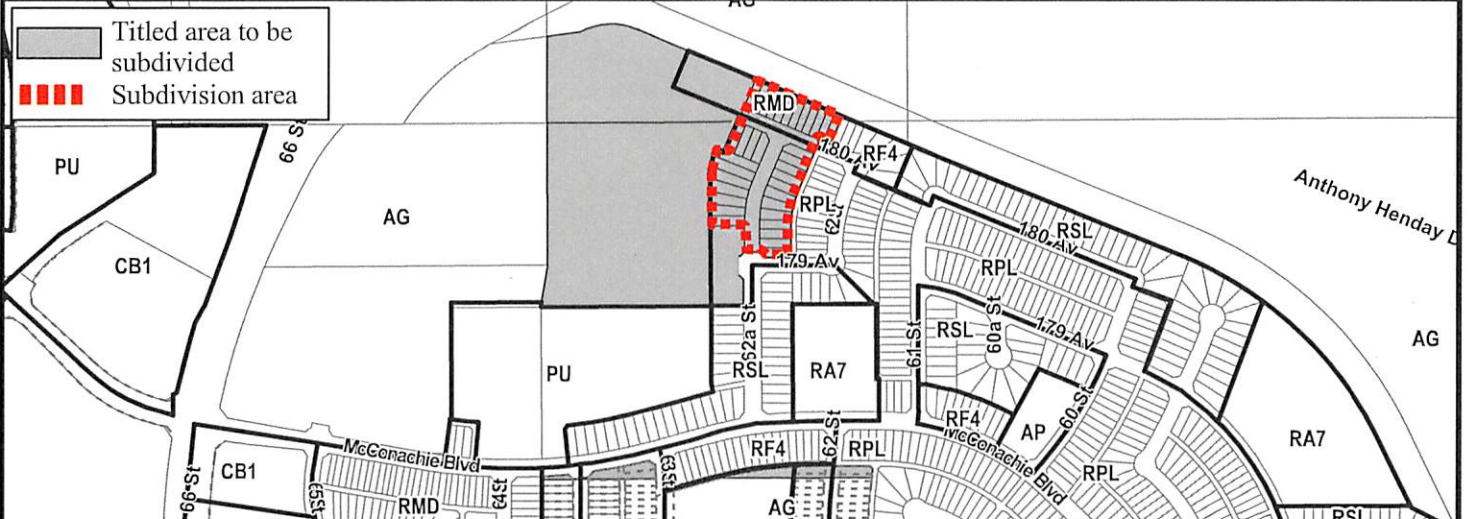 AG
Titled area to be
subdivided
Subdivision area
RMD
66 St
PU
180 Av
RF4
Anthony Henday D
AG
RPL
62 St
RSL
180 Av
CB1
179 Av
RPL
62a St
61 St
RSL
60a St
179 Av
AG
PU
RSL
RA7
60 St
RF4
AP
RA7
62 St
McConachie Blvd
RF4
RPL
McConachie Blvd
RPL
CB1
66 St
65 St
64 St
63 St
RMD
AG
RSL